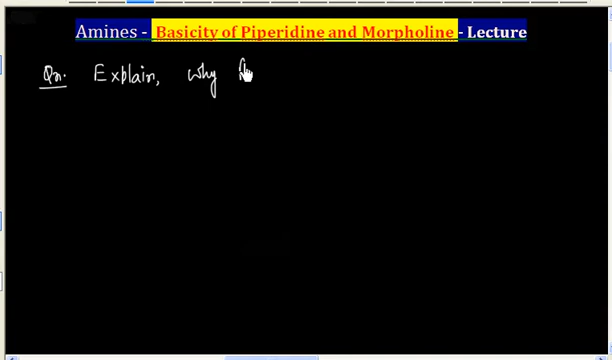 Amines - Basicity of Piperidine and Morpholine - Lecture
Qn. Explain, why